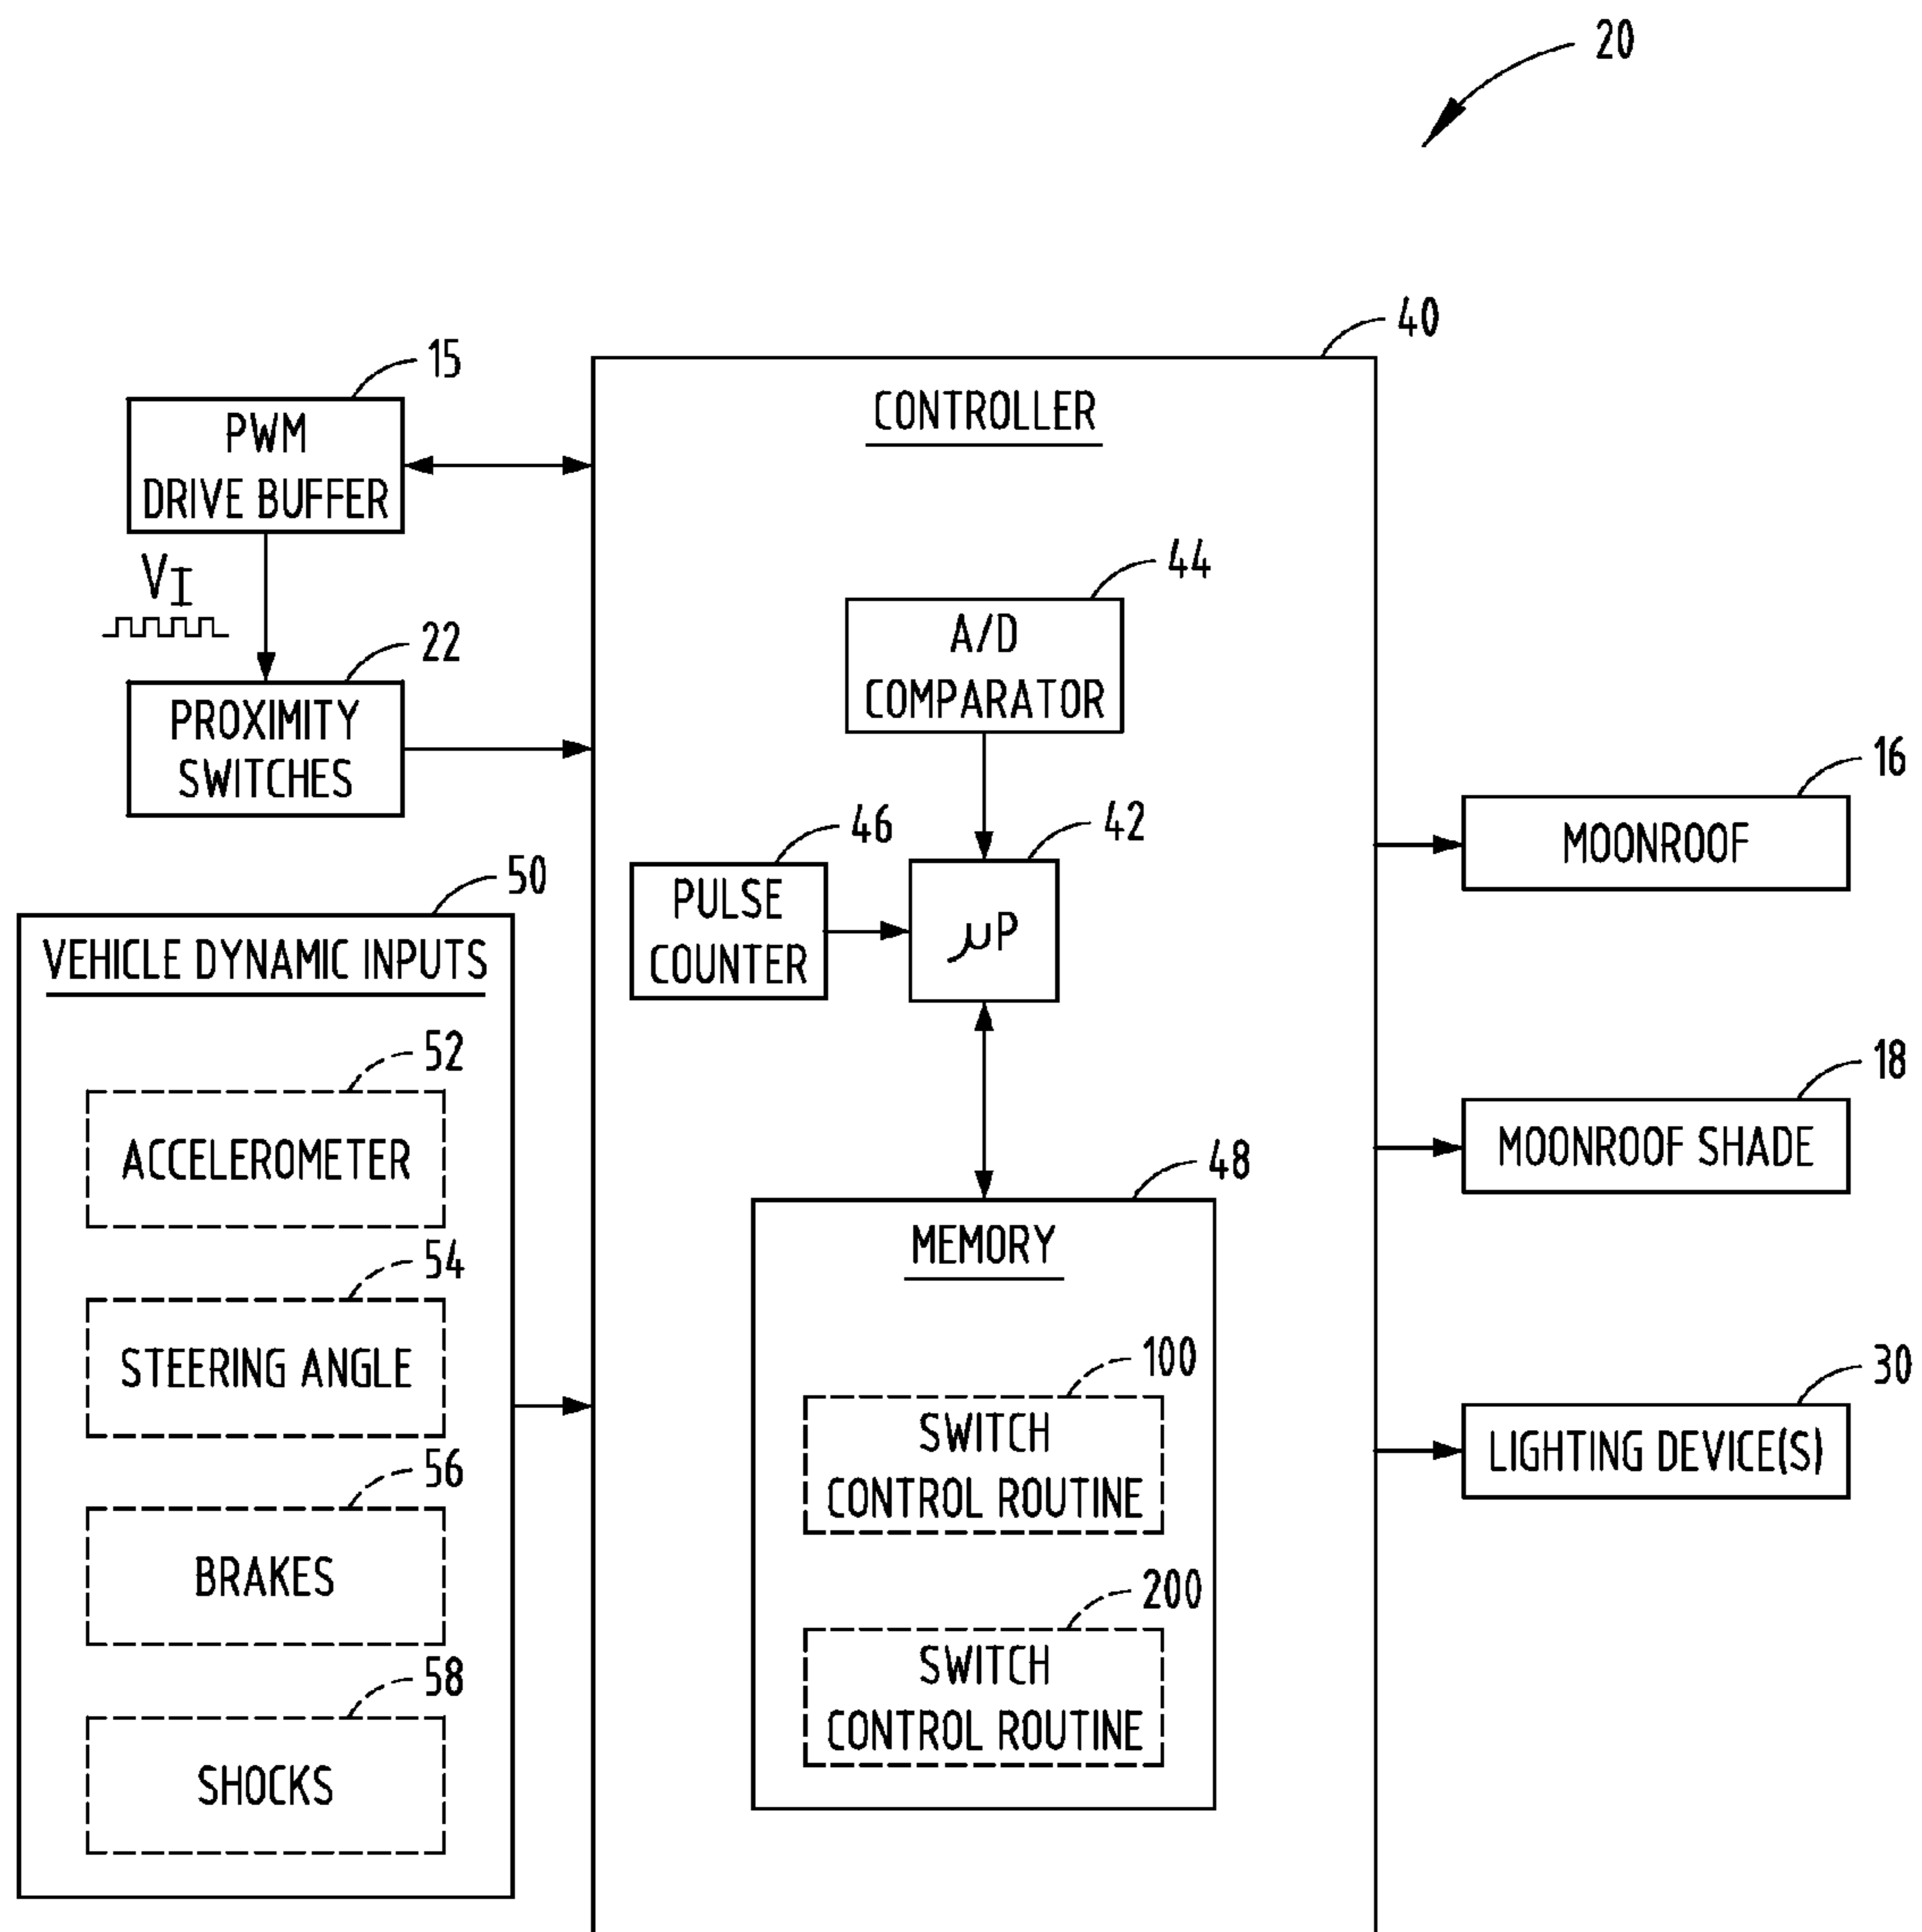 20
40
15
CONTROLLER
PWM
DRIVE BUFFER
VI
44
A/D
COMPARATOR
22
PROXIMITY
SWITCHES
16
MOONROOF
46
42
PULSE
COUNTER
μP
50
VEHICLE DYNAMIC INPUTS
52
ACCELEROMETER
18
MOONROOF SHADE
48
MEMORY
54
STEERING ANGLE
100
SWITCH
CONTROL ROUTINE
30
LIGHTING DEVICE(S)
56
BRAKES
200
SWITCH
CONTROL ROUTINE
58
SHOCKS